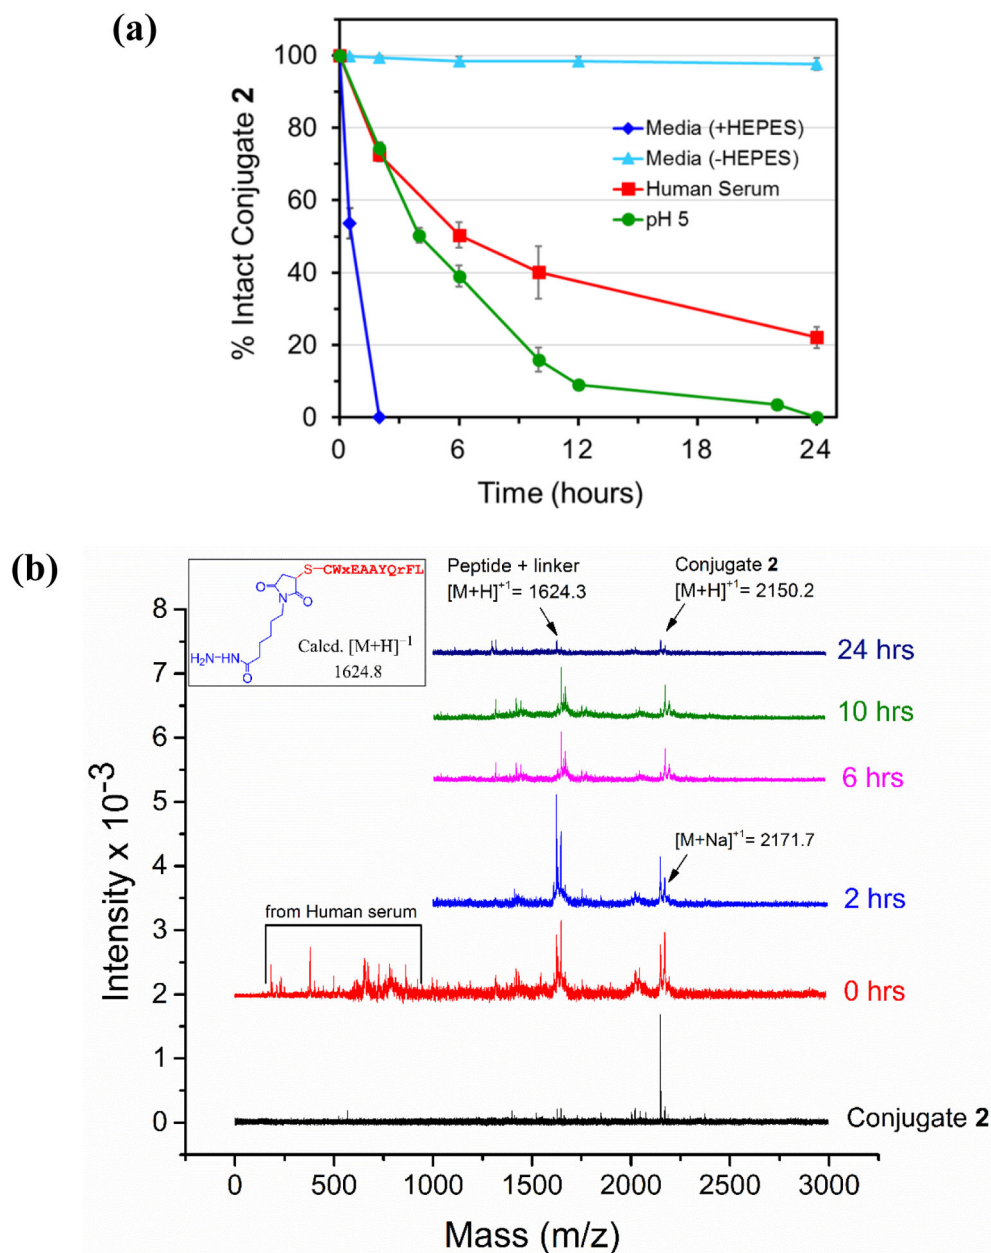 (a)
% Intact Conjugate 2
100
80
60
40
20
0
Media (+HEPES)
Media (-HEPES)
Human Serum
pH 5
0
6
12
18
24
Time (hours)
(b)
S-CWxEAAYQrFL
O
N
O
H₂N-NH
O
Calcd. [M+H]⁻¹
1624.8
Peptide + linker
[M+H]⁺¹= 1624.3
Conjugate 2
[M+H]⁺¹= 2150.2
24 hrs
10 hrs
6 hrs
[M+Na]⁺¹= 2171.7
2 hrs
from Human serum
0 hrs
Conjugate 2
Intensity x 10⁻³
8
7
6
5
4
3
2
1
0
0
500
1000
1500
2000
2500
3000
Mass (m/z)